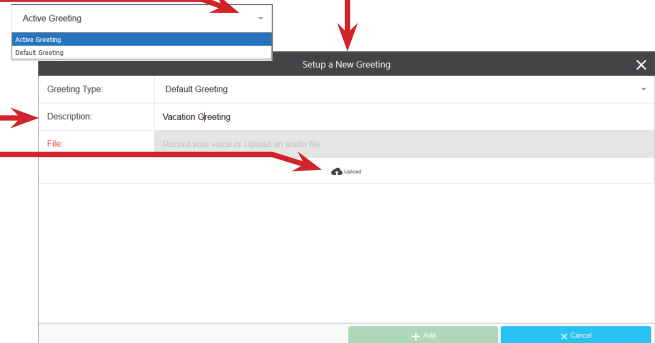 Active Greeting
Active Greeting
Default Greeting
Setup a New Greeting
Greeting Type: Default Greeting
Description: Vacation Greeting
File: Record your voice or Upload an audio file
Upload
+ Add
X Cancel